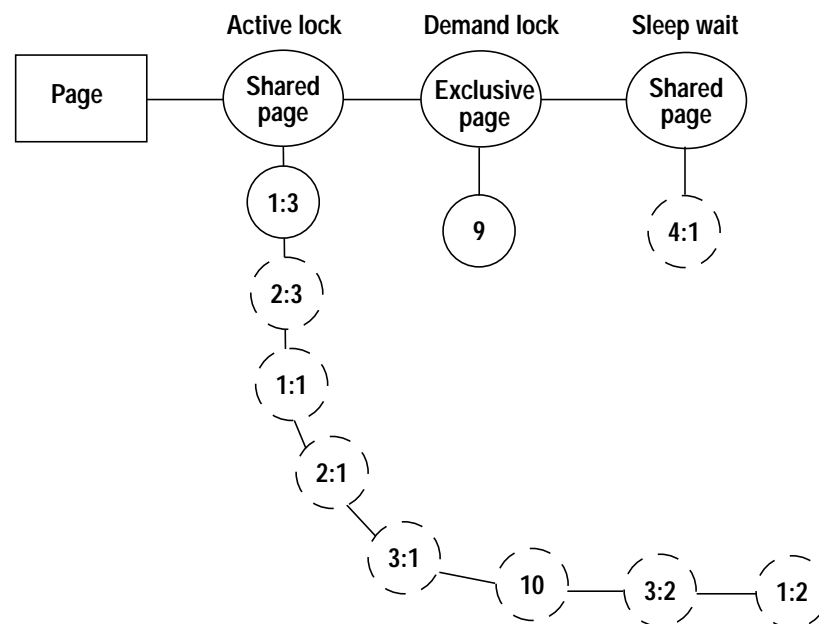 Active lock
Demand lock
Sleep wait
Page
Shared
page
Exclusive
page
Shared
page
1:3
9
4:1
2:3
1:1
2:1
3:1
10
3:2
1:2